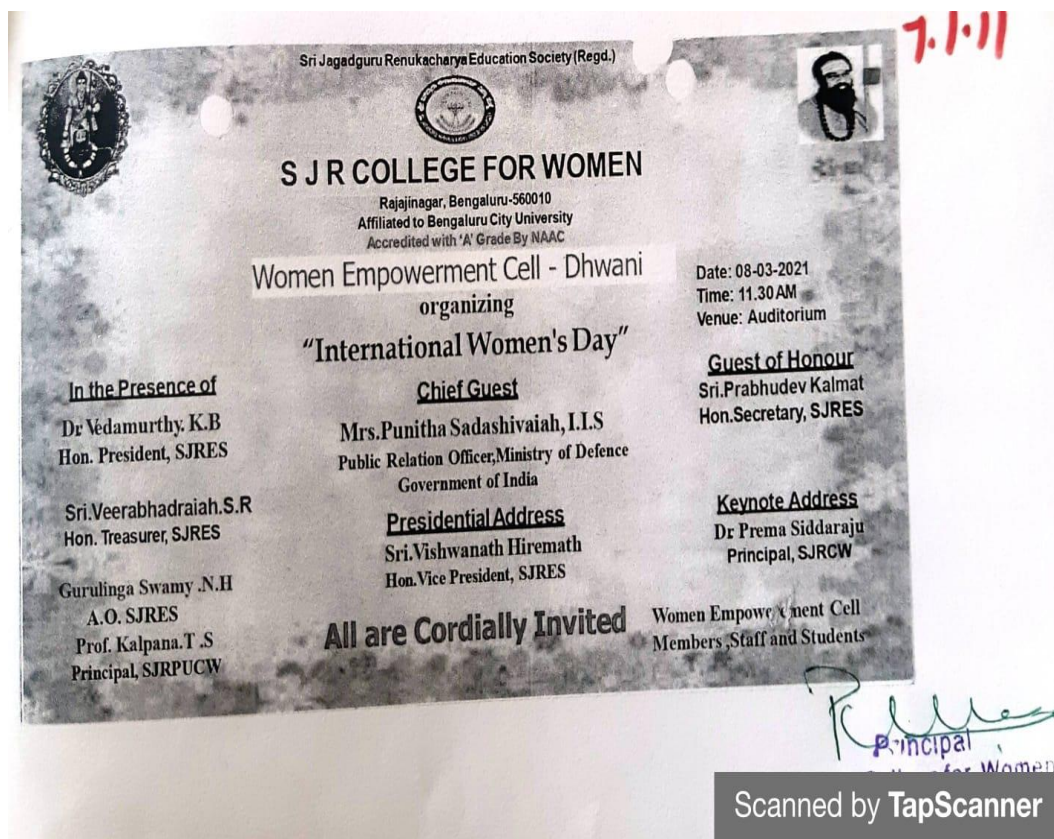 7.1.11
Sri Jagadguru Renukacharya Education Society (Regd.)
S J R COLLEGE FOR WOMEN
Rajajinagar, Bengaluru-560010
Affiliated to Bengaluru City University
Accredited with 'A' Grade By NAAC
Women Empowerment Cell - Dhwani
organizing
"International Women's Day"
Date: 08-03-2021
Time: 11.30 AM
Venue: Auditorium
In the Presence of
Dr Vedamurthy, K.B
Hon. President, SJRES
Sri.Veerabhadraiah.S.R
Hon. Treasurer, SJRES
Gurulinga Swamy .N.H
A.O. SJRES
Prof. Kalpana.T .S
Principal, SJRPUCW
Chief Guest
Mrs.Punitha Sadashivaiah, I.I.S
Public Relation Officer,Ministry of Defence
Government of India
Presidential Address
Sri.Vishwanath Hiremath
Hon.Vice President, SJRES
All are Cordially Invited
Guest of Honour
Sri.Prabhudev Kalmat
Hon.Secretary, SJRES
Keynote Address
Dr Prema Siddaraju
Principal, SJRCW
Women Empowerment Cell
Members ,Staff and Students
Principal
for Women
Scanned by TapScanner